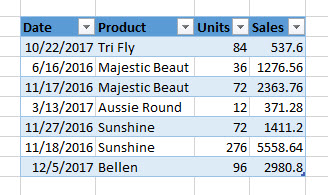 Date Product Units Sales
10/22/2017 Tri Fly 84 537.6
6/16/2016 Majestic Beaut 36 1276.56
11/17/2016 Majestic Beaut 72 2363.76
3/13/2017 Aussie Round 12 371.28
11/27/2016 Sunshine 72 1411.2
11/18/2016 Sunshine 276 5558.64
12/5/2017 Bellen 96 2980.8